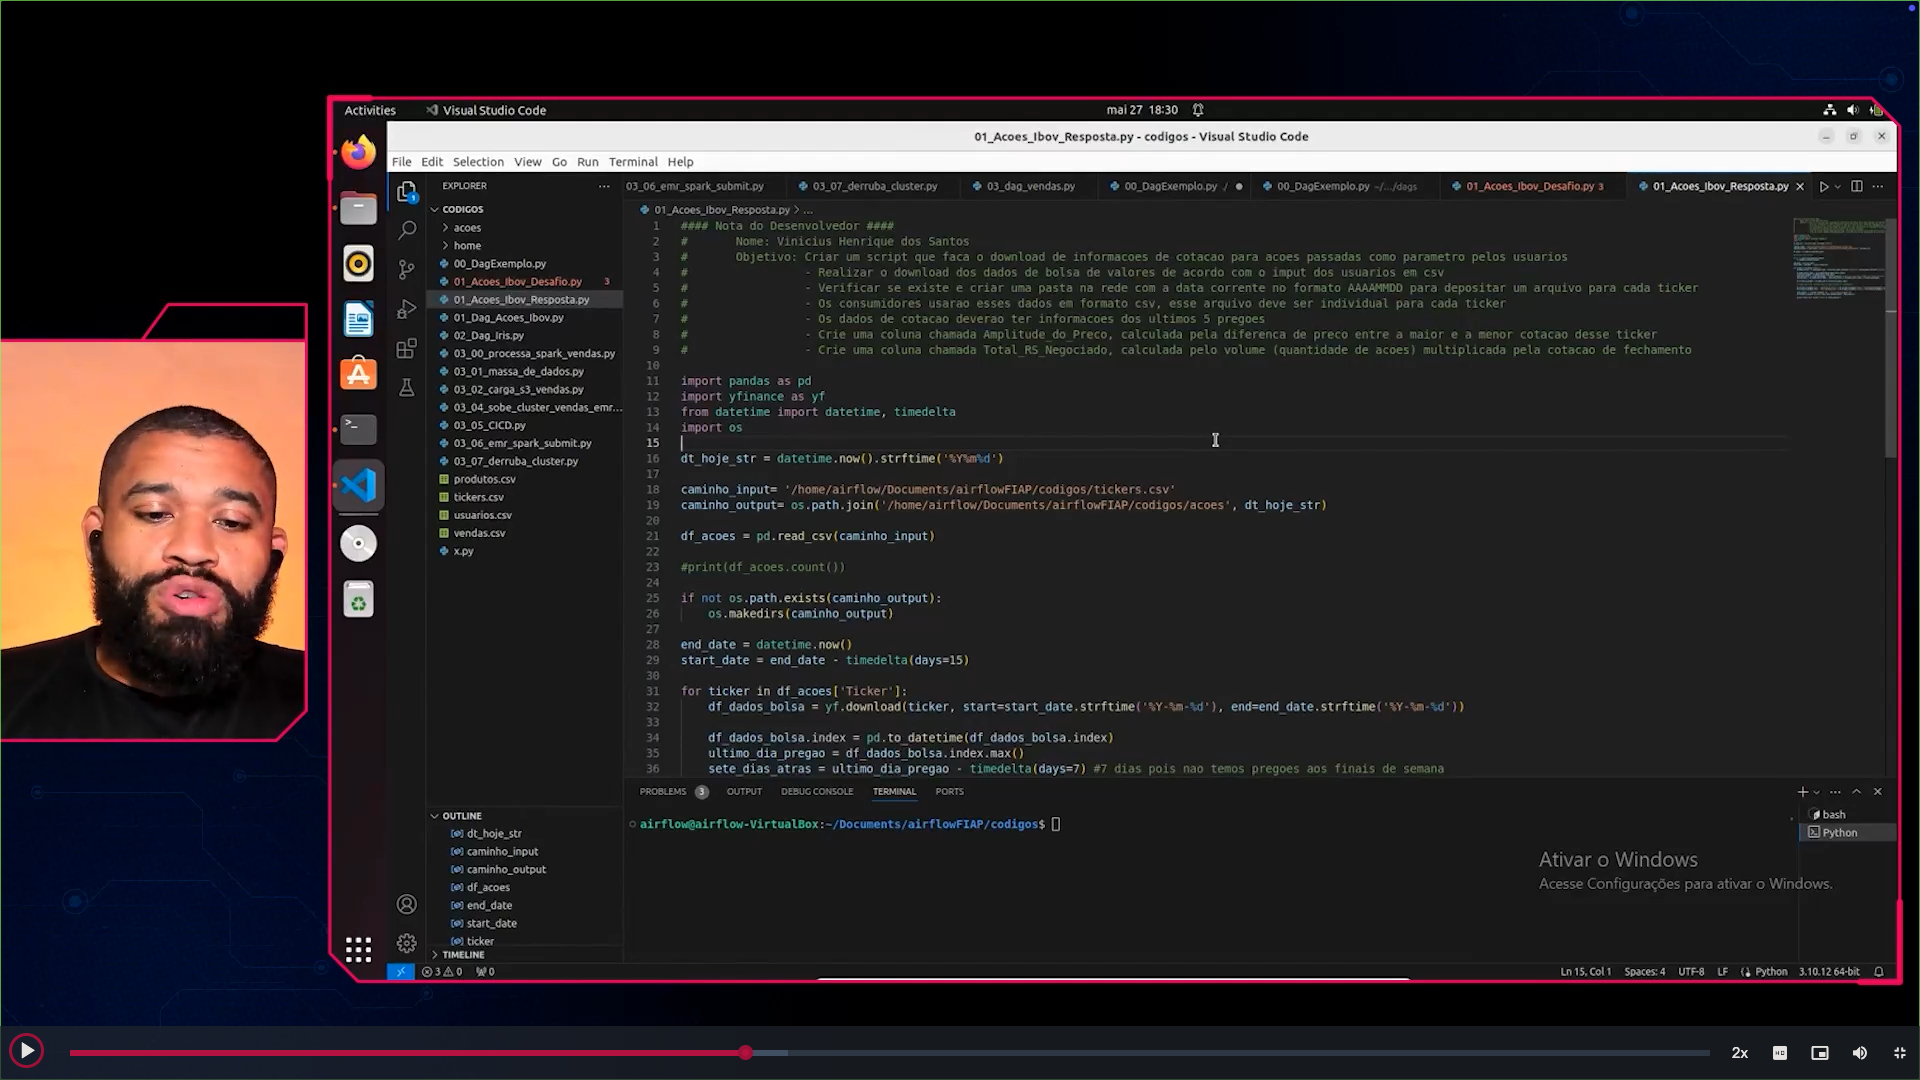 Activities
Visual Studio Code
mai 27 18:30
01_Acoes_Ibov_Resposta.py - codigos - Visual Studio Code
File Edit Selection View Go Run Terminal Help
EXPLORER
03_06_emr_spark_submit.py
03_07_derruba_cluster.py
03_dag_vendas.py
00_DagExemplo.py /
00_DagExemplo.py ~/.../dags
01_Acoes_Ibov_Desafio.py 3
01_Acoes_Ibov_Resposta.py
CODIGOS
acoes
home
00_DagExemplo.py
01_Acoes_Ibov_Desafio.py 3
01_Acoes_Ibov_Resposta.py
01_Dag_Acoes_Ibov.py
02_Dag_Iris.py
03_00_processa_spark_vendas.py
03_01_massa_de_dados.py
03_02_carga_s3_vendas.py
03_04_sobe_cluster_vendas_emr...
03_05_CICD.py
03_06_emr_spark_submit.py
03_07_derruba_cluster.py
produtos.csv
tickers.csv
usuarios.csv
vendas.csv
x.py
OUTLINE
dt_hoje_str
caminho_input
caminho_output
df_acoes
end_date
start_date
ticker
TIMELINE
01_Acoes_Ibov_Resposta.py > ...
1 #### Nota do Desenvolvedor ####
2 # Nome: Vinicius Henrique dos Santos
3 # Objetivo: Criar um script que faca o download de informacoes de cotacao para acoes passadas como parametro pelos usuarios
4 # - Realizar o download dos dados de bolsa de valores de acordo com o imput dos usuarios em csv
5 # - Verificar se existe e criar uma pasta na rede com a data corrente no formato AAAAMMDD para depositar um arquivo para cada ticker
6 # - Os consumidores usarao esses dados em formato csv, esse arquivo deve ser individual para cada ticker
7 # - Os dados de cotacao deverao ter informacoes dos ultimos 5 pregoes
8 # - Crie uma coluna chamada Amplitude_do_Preco, calculada pela diferenca de preco entre a maior e a menor cotacao desse ticker
9 # - Crie uma coluna chamada Total_RS_Negociado, calculada pelo volume (quantidade de acoes) multiplicada pela cotacao de fechamento
10
11 import pandas as pd
12 import yfinance as yf
13 from datetime import datetime, timedelta
14 import os
15
16 dt_hoje_str = datetime.now().strftime('%Y%m%d')
17
18 caminho_input= '/home/airflow/Documents/airflowFIAP/codigos/tickers.csv'
19 caminho_output= os.path.join('/home/airflow/Documents/airflowFIAP/codigos/acoes', dt_hoje_str)
20
21 df_acoes = pd.read_csv(caminho_input)
22
23 #print(df_acoes.count())
24
25 if not os.path.exists(caminho_output):
26 os.makedirs(caminho_output)
27
28 end_date = datetime.now()
29 start_date = end_date - timedelta(days=15)
30
31 for ticker in df_acoes['Ticker']:
32 df_dados_bolsa = yf.download(ticker, start=start_date.strftime('%Y-%m-%d'), end=end_date.strftime('%Y-%m-%d'))
33
34 df_dados_bolsa.index = pd.to_datetime(df_dados_bolsa.index)
35 ultimo_dia_pregao = df_dados_bolsa.index.max()
36 sete_dias_atras = ultimo_dia_pregao - timedelta(days=7) #7 dias pois nao temos pregoes aos finais de semana
PROBLEMS 3 OUTPUT DEBUG CONSOLE TERMINAL PORTS
airflow@airflow-VirtualBox:~/Documents/airflowFIAP/codigos$
bash
Python
Ativar o Windows
Acesse Configurações para ativar o Windows.
3 0 0
Ln 15, Col 1 Spaces: 4 UTF-8 LF Python 3.10.12 64-bit
2x
HD